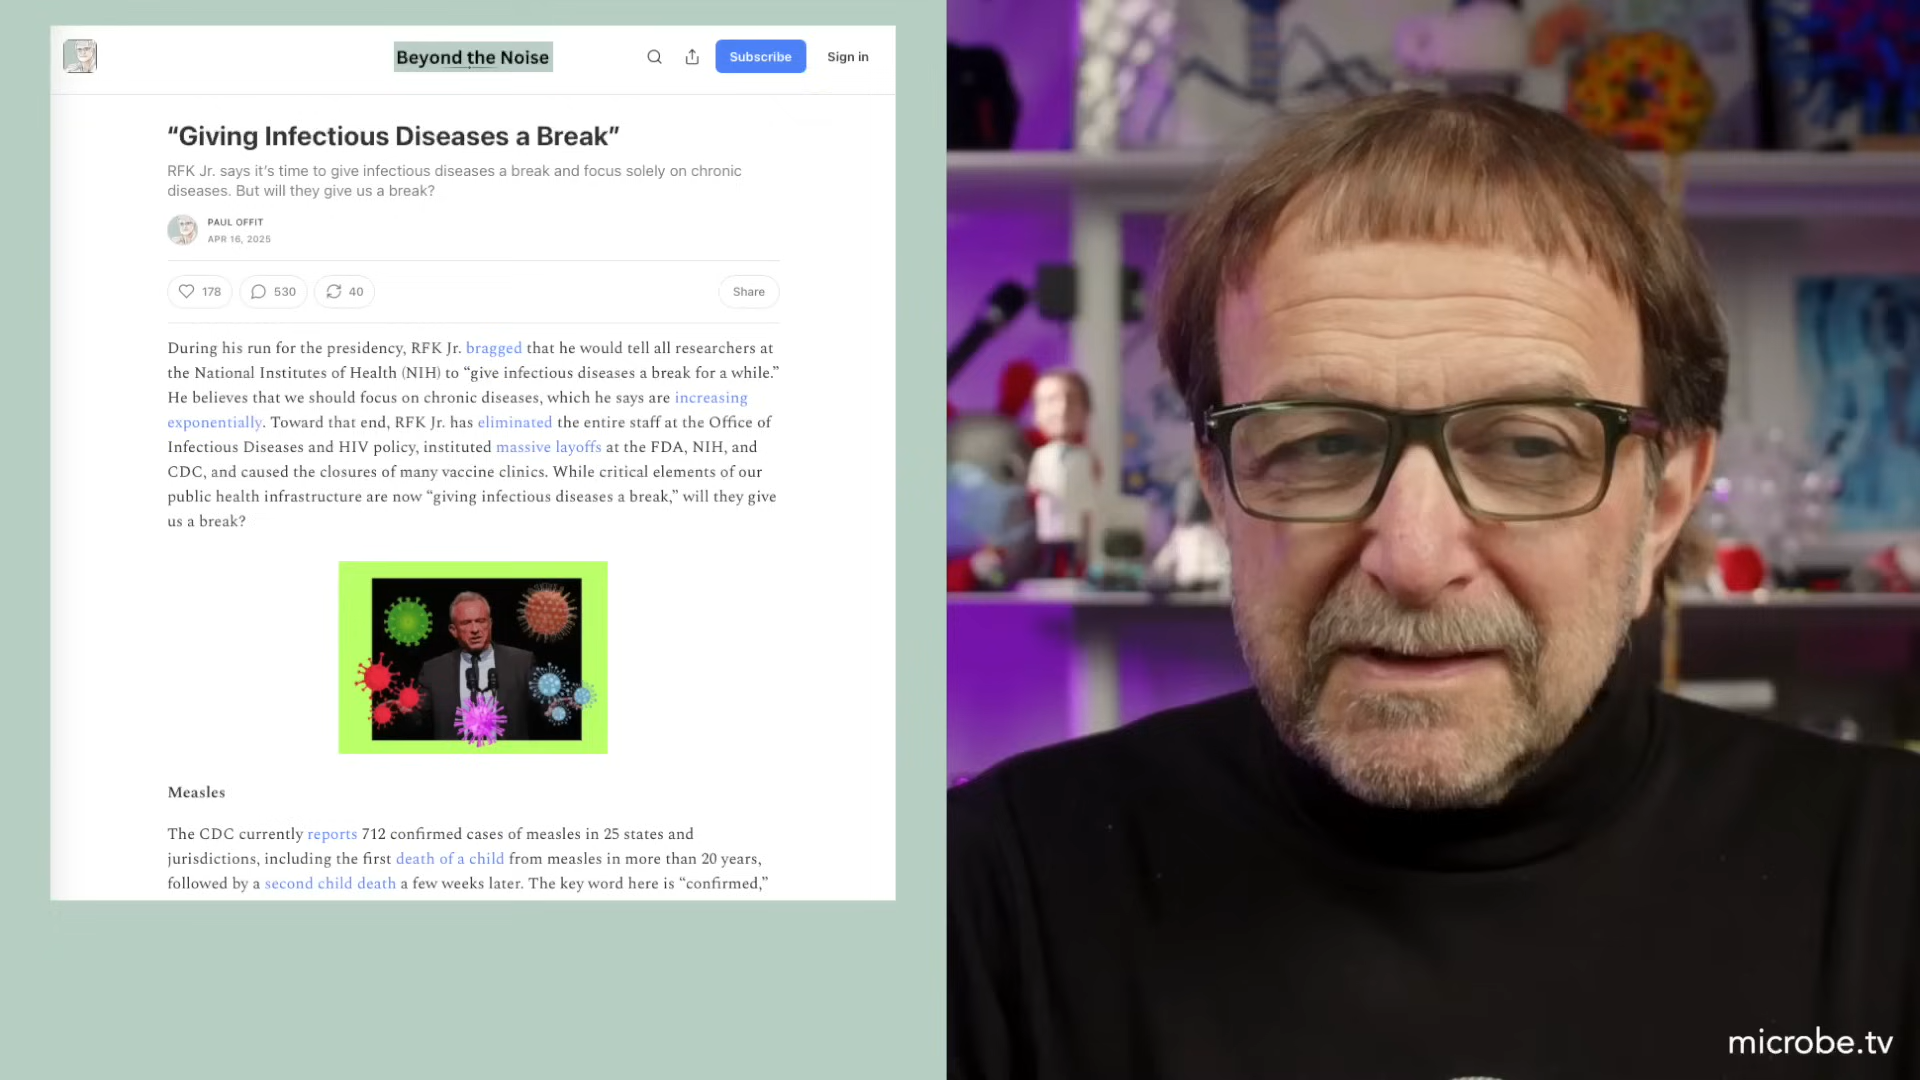 Beyond the Noise
Subscribe
Sign in
“Giving Infectious Diseases a Break”
RFK Jr. says it’s time to give infectious diseases a break and focus solely on chronic
diseases. But will they give us a break?
PAUL OFFIT
APR 16, 2025
178
530
40
Share
During his run for the presidency, RFK Jr. bragged that he would tell all researchers at
the National Institutes of Health (NIH) to “give infectious diseases a break for a while.”
He believes that we should focus on chronic diseases, which he says are increasing
exponentially. Toward that end, RFK Jr. has eliminated the entire staff at the Office of
Infectious Diseases and HIV policy, instituted massive layoffs at the FDA, NIH, and
CDC, and caused the closures of many vaccine clinics. While critical elements of our
public health infrastructure are now “giving infectious diseases a break,” will they give
us a break?
Measles
The CDC currently reports 712 confirmed cases of measles in 25 states and
jurisdictions, including the first death of a child from measles in more than 20 years,
followed by a second child death a few weeks later. The key word here is “confirmed,”
microbe.tv